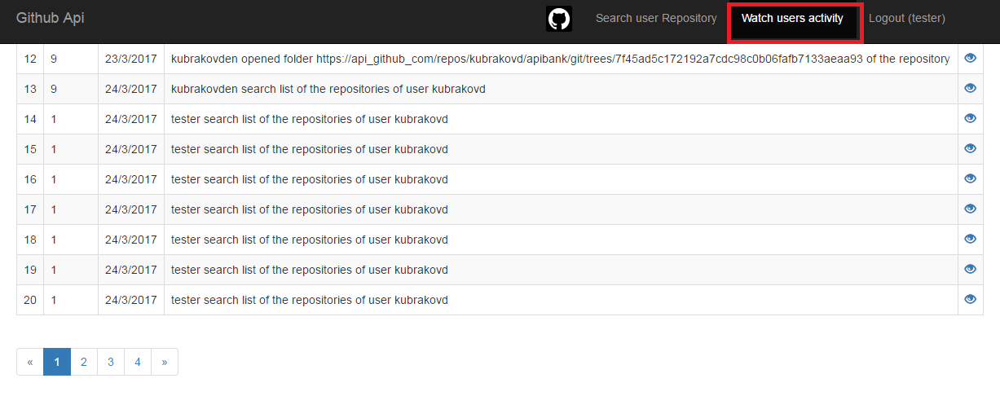 Github Api Search user Repository Watch users activity Logout (tester)
12 9 23/3/2017 kubrakovden opened folder https://api_github_com/repos/kubrakovd/apibank/git/trees/7f45ad5c172192a7cdc98c0b06fafb7133aeaa93 of the repository
13 9 24/3/2017 kubrakovden search list of the repositories of user kubrakovd
14 1 24/3/2017 tester search list of the repositories of user kubrakovd
15 1 24/3/2017 tester search list of the repositories of user kubrakovd
16 1 24/3/2017 tester search list of the repositories of user kubrakovd
17 1 24/3/2017 tester search list of the repositories of user kubrakovd
18 1 24/3/2017 tester search list of the repositories of user kubrakovd
19 1 24/3/2017 tester search list of the repositories of user kubrakovd
20 1 24/3/2017 tester search list of the repositories of user kubrakovd
« 1 2 3 4 »